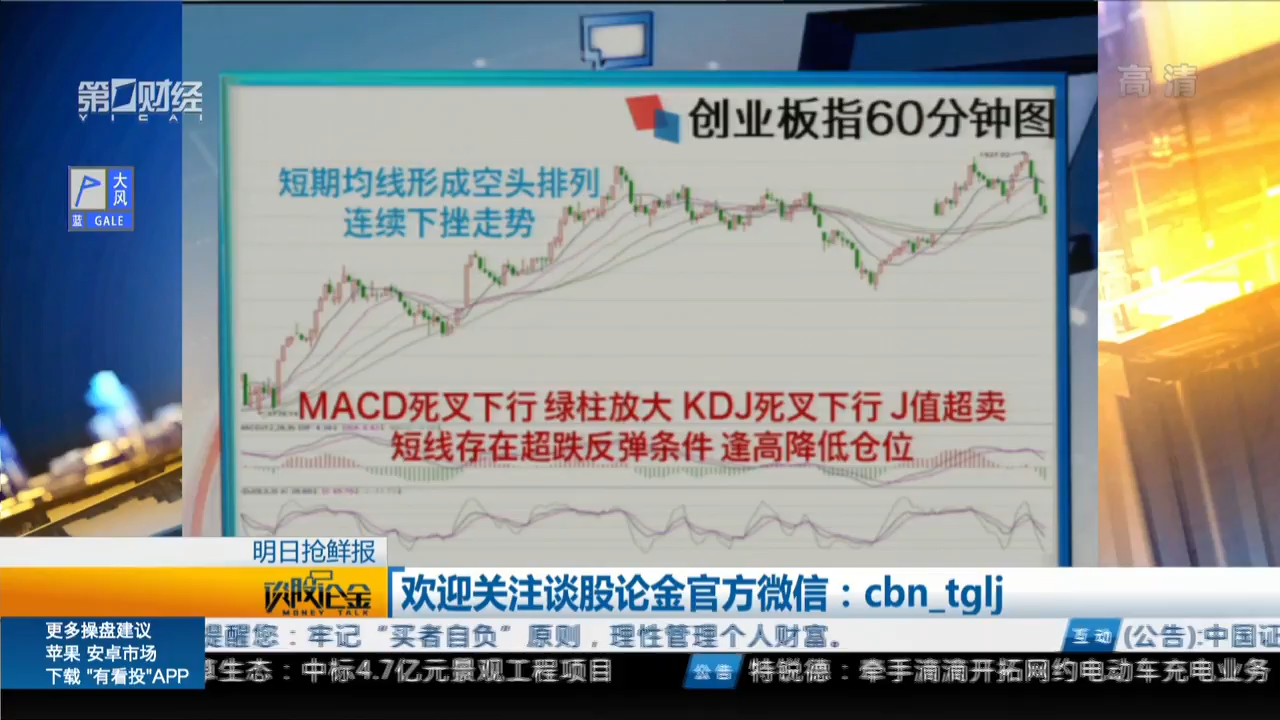 第一财经
YICAI
高清
大风
蓝 GALE
创业板指60分钟图
短期均线形成空头排列
连续下挫走势
MACD死叉下行 绿柱放大 KDJ死叉下行 J值超卖
短线存在超跌反弹条件 逢高降低仓位
明日抢鲜报
谈股论金
MONEY TALK
欢迎关注谈股论金官方微信：cbn_tglj
更多操盘建议
苹果 安卓市场
下载 "有看投"APP
提醒您：牢记“买者自负”原则，理性管理个人财富。 互动 (公告):中国证
草生态：中标4.7亿元景观工程项目 公告 特锐德：牵手滴滴开拓网约电动车充电业务